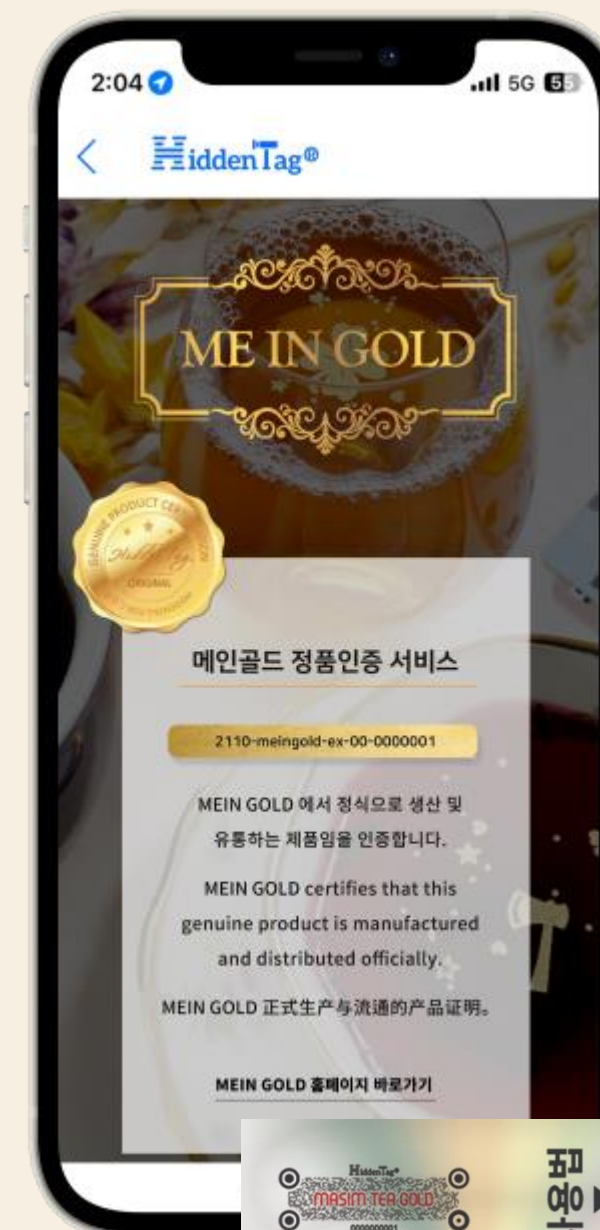 2:04
5G 55
HiddenTag®
ME IN GOLD
GENUINE PRODUCT
ORIGINAL
메인골드 정품인증 서비스
2110-meingold-ex-00-0000001
MEIN GOLD 에서 정식으로 생산 및
유통하는 제품임을 인증합니다.
MEIN GOLD certifies that this
genuine product is manufactured
and distributed officially.
MEIN GOLD 正式生产与流通的产品证明。
MEIN GOLD 홈페이지 바로가기
HiddenTag®
MASIM TEA GOLD